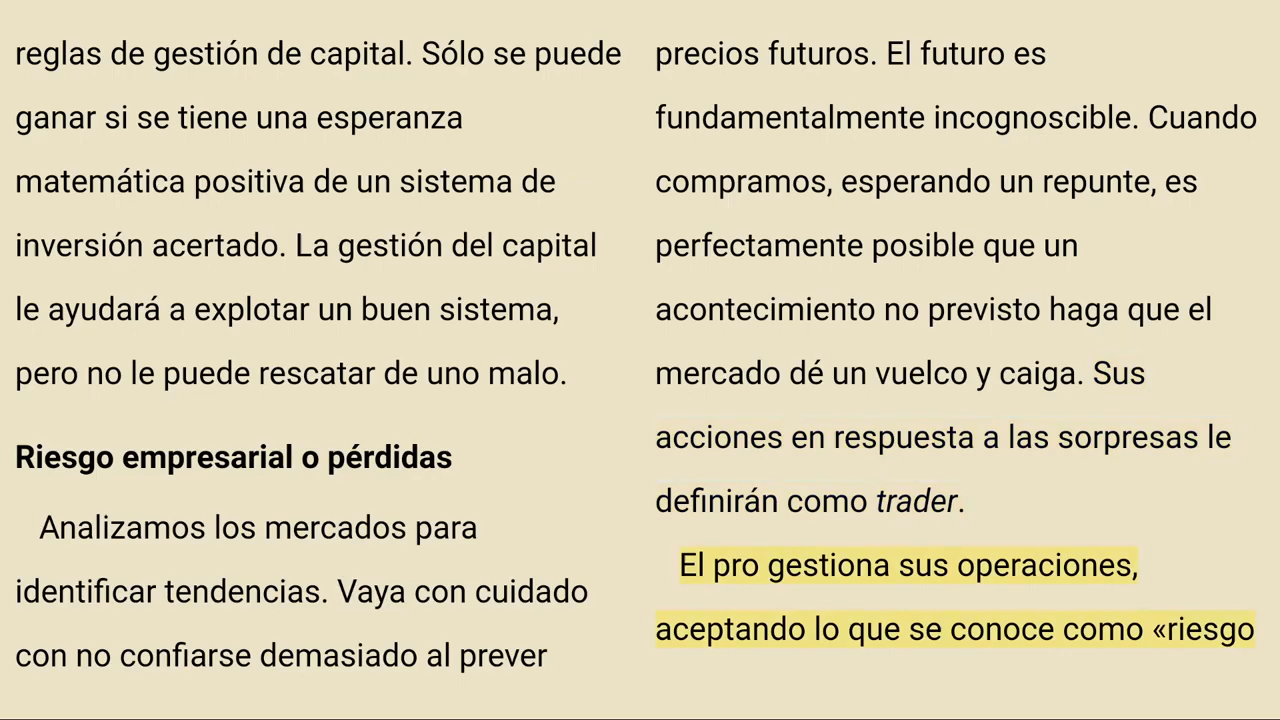 reglas de gestión de capital. Sólo se puede
ganar si se tiene una esperanza
matemática positiva de un sistema de
inversión acertado. La gestión del capital
le ayudará a explotar un buen sistema,
pero no le puede rescatar de uno malo.
Riesgo empresarial o pérdidas
Analizamos los mercados para
identificar tendencias. Vaya con cuidado
con no confiarse demasiado al prever
precios futuros. El futuro es
fundamentalmente incognoscible. Cuando
compramos, esperando un repunte, es
perfectamente posible que un
acontecimiento no previsto haga que el
mercado dé un vuelco y caiga. Sus
acciones en respuesta a las sorpresas le
definirán como trader.
El pro gestiona sus operaciones,
aceptando lo que se conoce como «riesgo